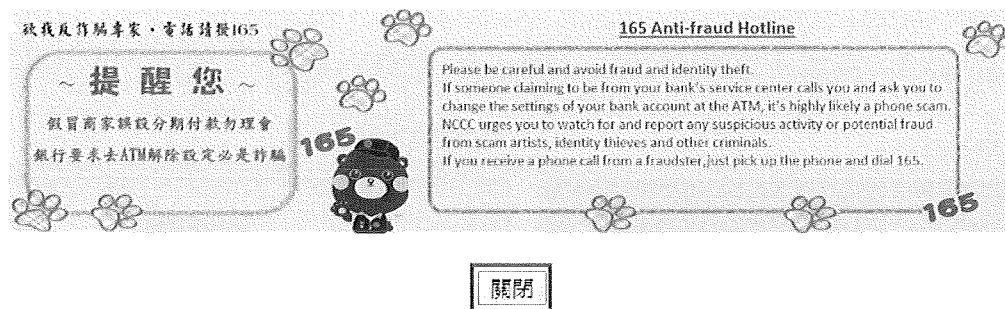 欲找反詐騙專家，電話請撥165
～ 提 醒 您 ～
假冒商家誤設分期付款勿理會
銀行要求去ATM解除設定必是詐騙
165
165 Anti-fraud Hotline
Please be careful and avoid fraud and identity theft.
If someone claiming to be from your bank's service center calls you and ask you to
change the settings of your bank account at the ATM, it's highly likely a phone scam.
NCCC urges you to watch for and report any suspicious activity or potential fraud
from scam artists, identity thieves and other criminals.
If you receive a phone call from a fraudster,just pick up the phone and dial 165.
165
關閉